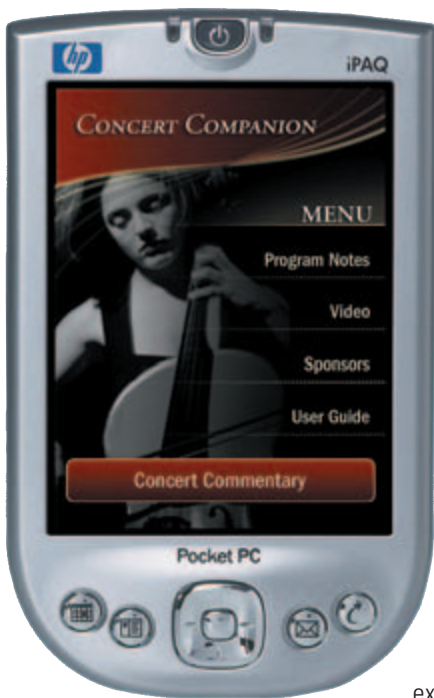 hp
iPAQ
CONCERT COMPANION
MENU
Program Notes
Video
Sponsors
User Guide
Concert Commentary
Pocket PC
ex